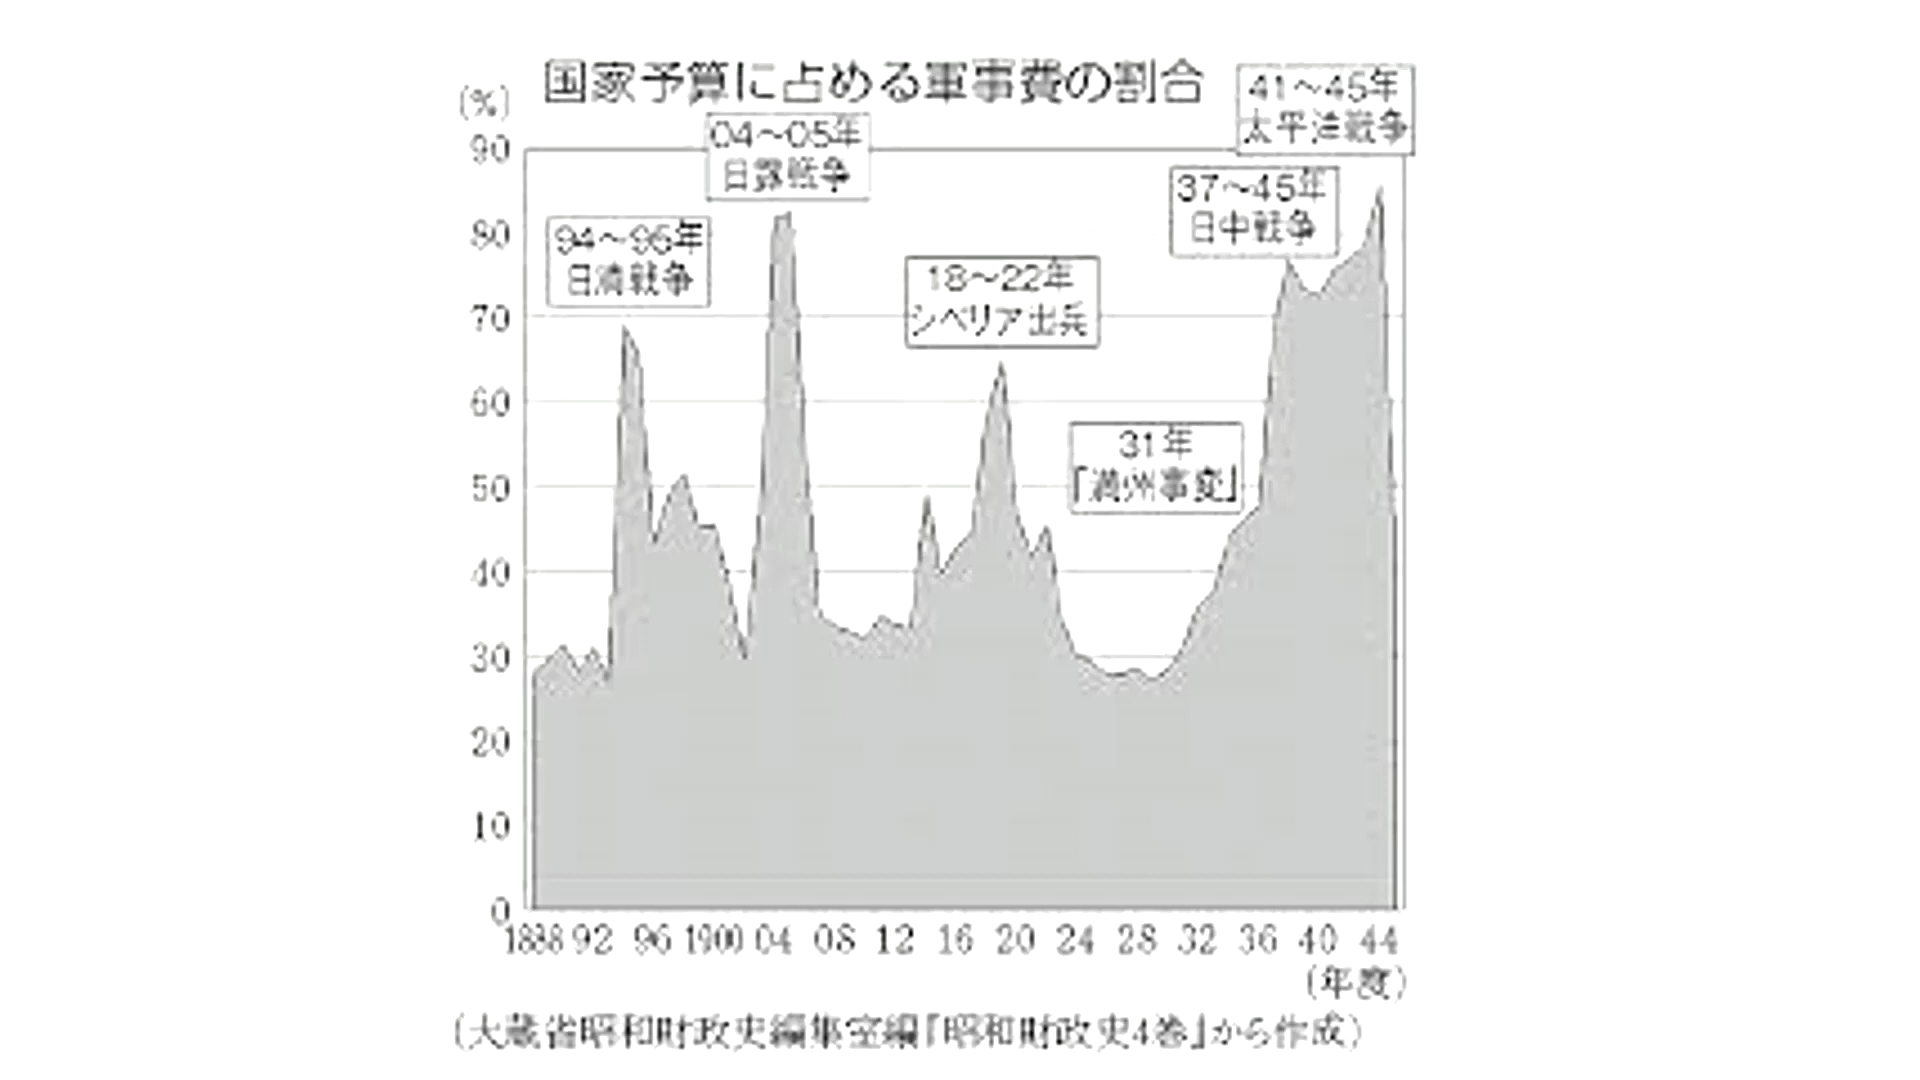 国家予算に占める軍事費の割合
(%)
41～45年
太平洋戦争
04～05年
日露戦争
37～45年
日中戦争
94～95年
日清戦争
18～22年
シベリア出兵
31年
「満州事変」
90
80
70
60
50
40
30
20
10
0
1888 92 96 1900 04 08 12 16 20 24 28 32 36 40 44
(年度)
(大蔵省昭和財政史編集室編『昭和財政史4巻』から作成)